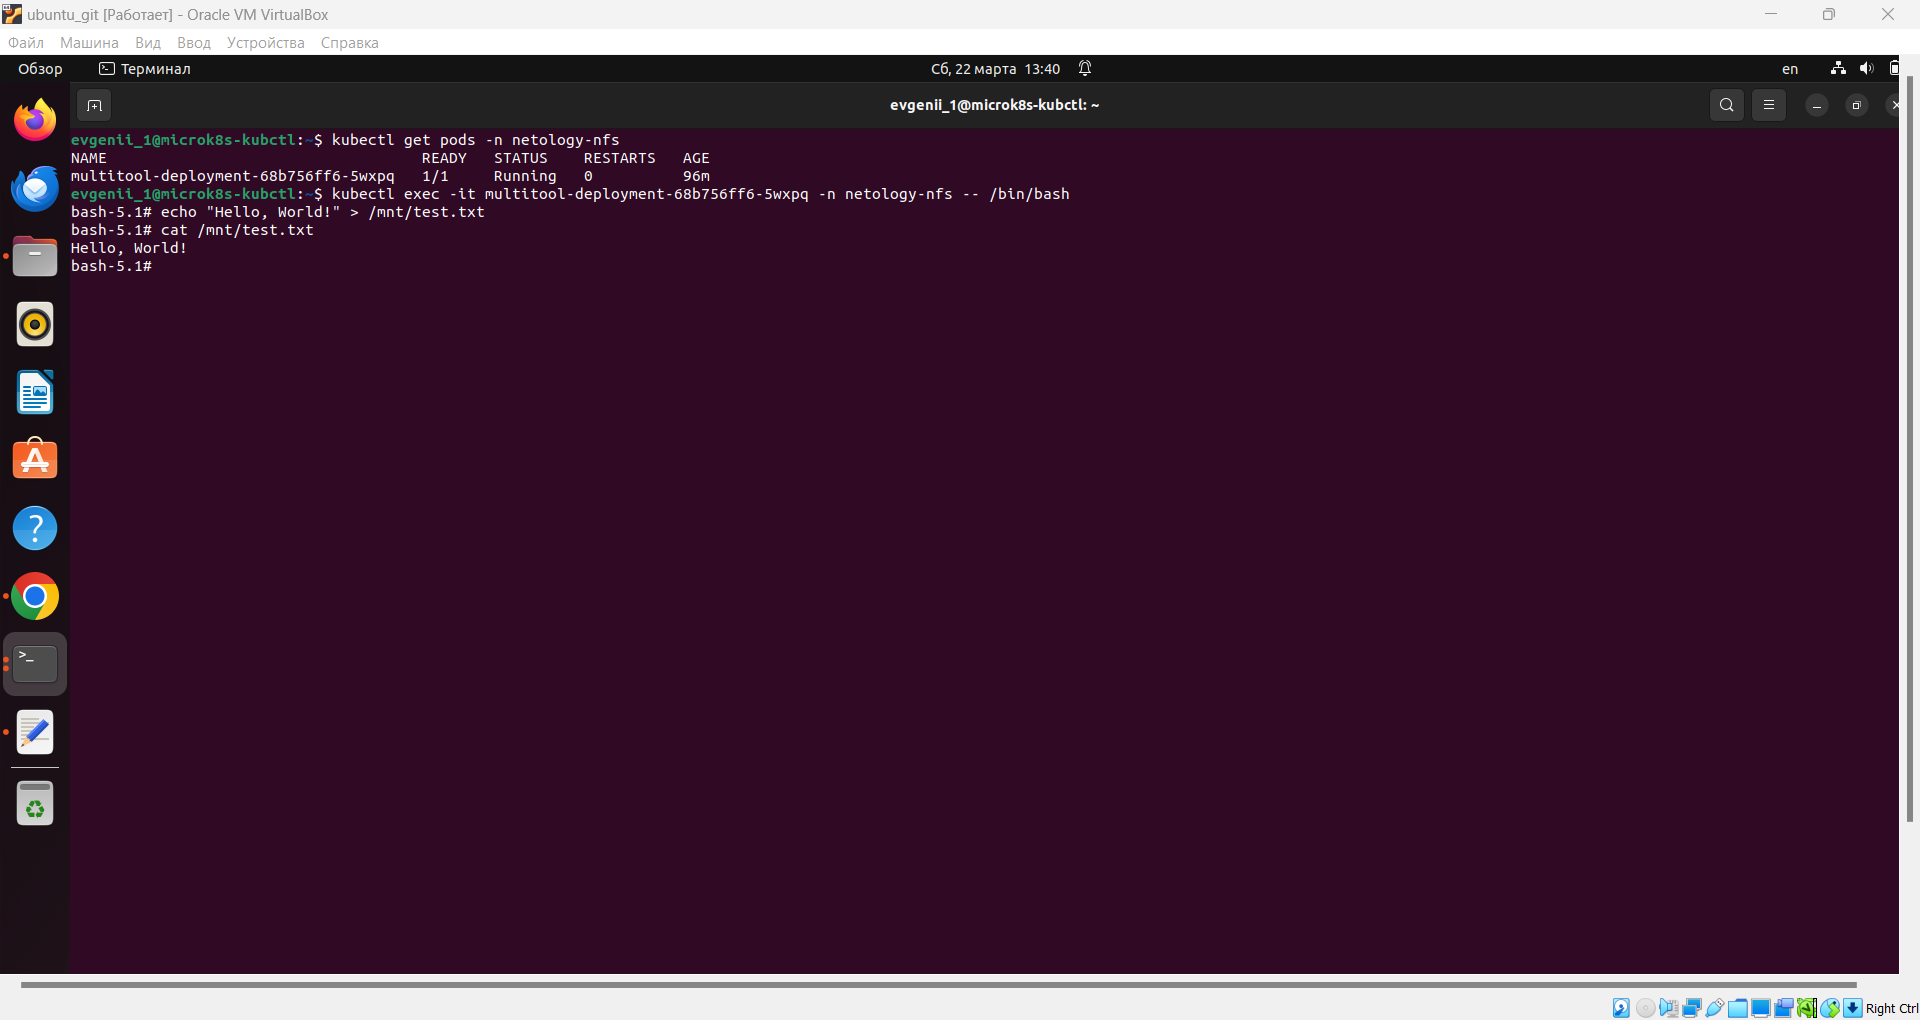 ubuntu_git [Работает] - Oracle VM VirtualBox
Файл Машина Вид Ввод Устройства Справка
Обзор Терминал Сб, 22 марта 13:40 en
evgenii_1@microk8s-kubctl: ~
evgenii_1@microk8s-kubctl:~$ kubectl get pods -n netology-nfs
NAME READY STATUS RESTARTS AGE
multitool-deployment-68b756ff6-5wxpq 1/1 Running 0 96m
evgenii_1@microk8s-kubctl:~$ kubectl exec -it multitool-deployment-68b756ff6-5wxpq -n netology-nfs -- /bin/bash
bash-5.1# echo "Hello, World!" > /mnt/test.txt
bash-5.1# cat /mnt/test.txt
Hello, World!
bash-5.1#
Right Ctrl